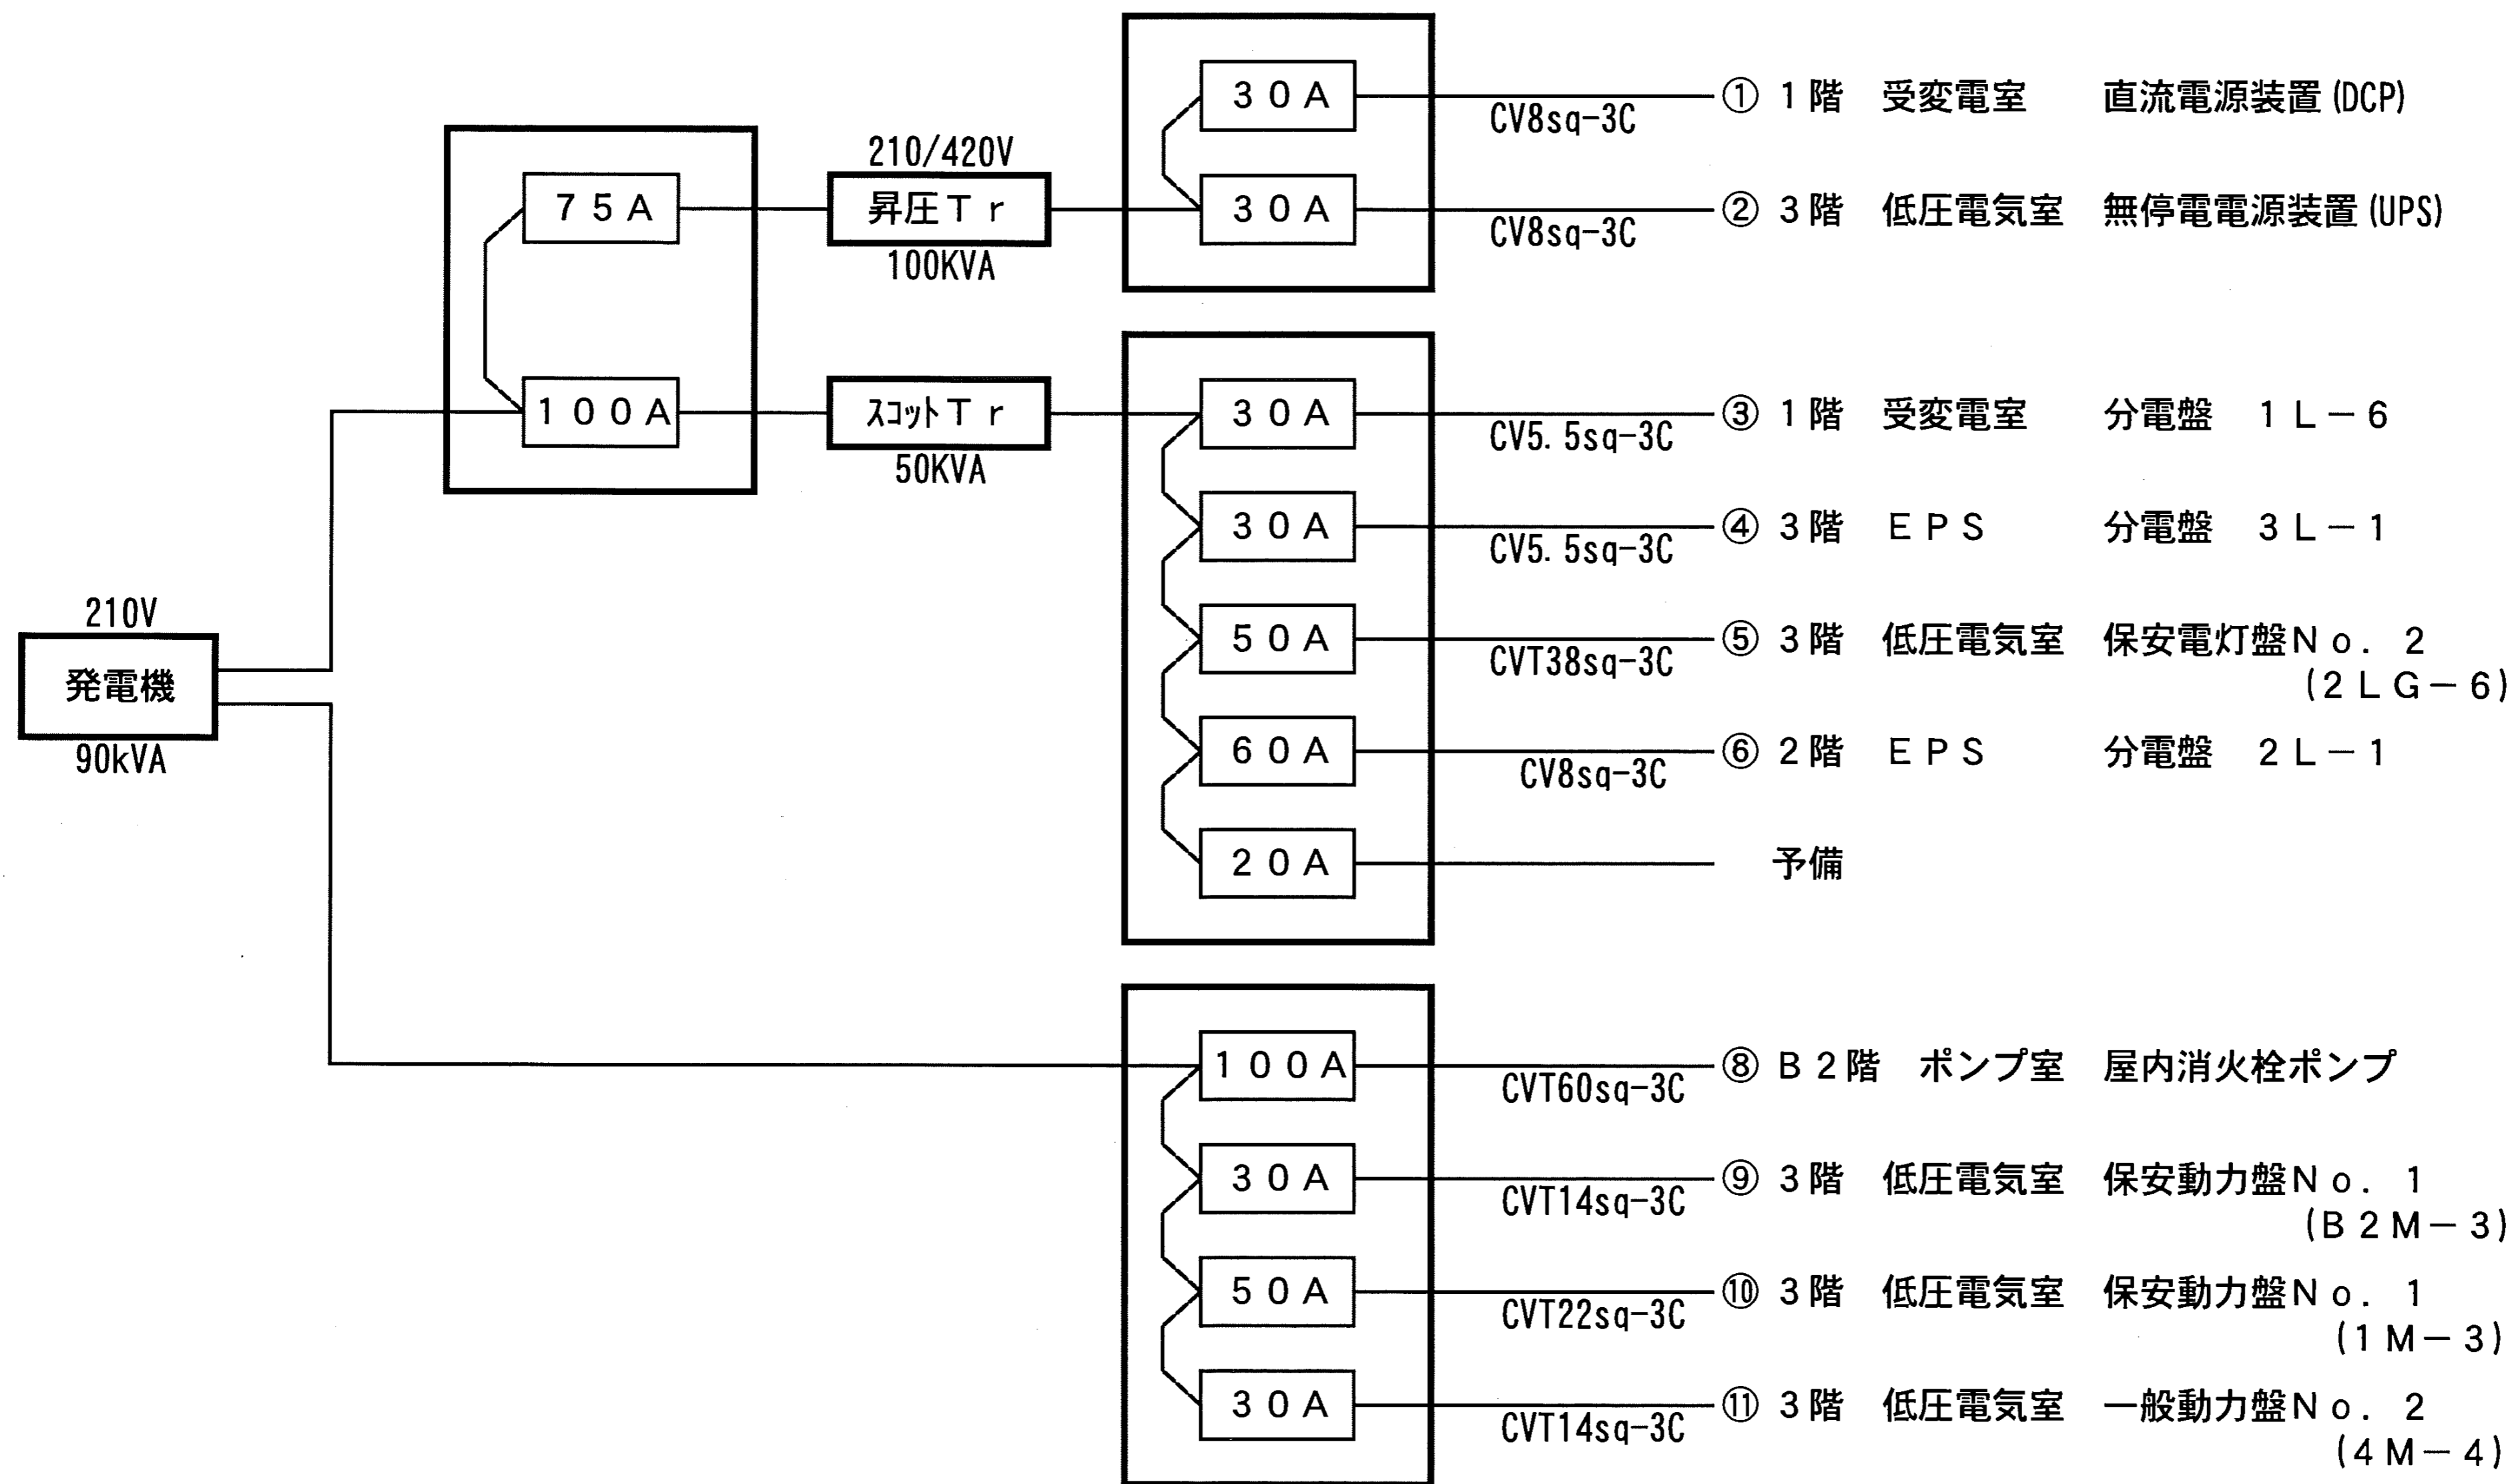 30A
CV8sq-3C
① 1階 受変電室 直流電源装置(DCP)
210/420V
75A
昇圧Tr
100KVA
30A
CV8sq-3C
② 3階 低圧電気室 無停電電源装置(UPS)
100A
スコットTr
50KVA
30A
CV5.5sq-3C
③ 1階 受変電室 分電盤 1L-6
30A
CV5.5sq-3C
④ 3階 EPS 分電盤 3L-1
210V
発電機
90kVA
50A
CVT38sq-3C
⑤ 3階 低圧電気室 保安電灯盤No.2
(2LG-6)
60A
CV8sq-3C
⑥ 2階 EPS 分電盤 2L-1
20A
予備
100A
CVT60sq-3C
⑧ B2階 ポンプ室 屋内消火栓ポンプ
30A
CVT14sq-3C
⑨ 3階 低圧電気室 保安動力盤No.1
(B2M-3)
50A
CVT22sq-3C
⑩ 3階 低圧電気室 保安動力盤No.1
(1M-3)
30A
CVT14sq-3C
⑪ 3階 低圧電気室 一般動力盤No.2
(4M-4)